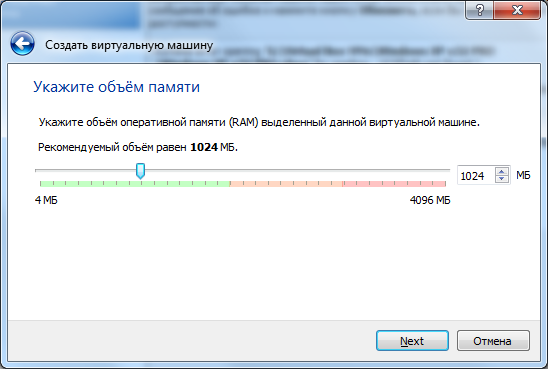 Создать виртуальную машину
Укажите объём памяти
Укажите объём оперативной памяти (RAM) выделенный данной виртуальной машине.
Рекомендуемый объём равен 1024 МБ.
1024 МБ
4 МБ 4096 МБ
Next Отмена